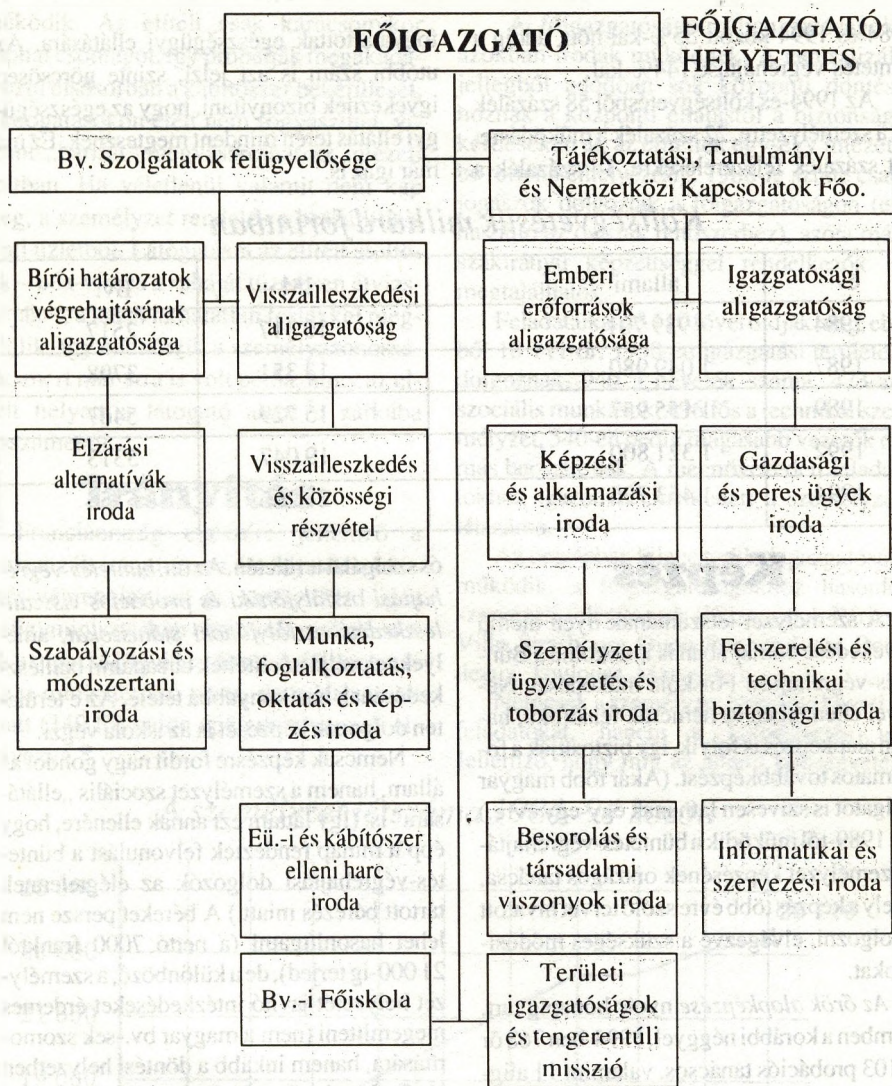 FŐIGAZGATÓ
FŐIGAZGATÓ
HELYETTES
Bv. Szolgálatok felügyelősége
Tájékoztatási, Tanulmányi
és Nemzetközi Kapcsolatok Főo.
Bírói határozatok
végrehajtásának
aligazgatósága
Visszailleszkedési
aligazgatóság
Emberi
erőforrások
aligazgatósága
Igazgatósági
aligazgatóság
Elzárási
alternatívák
iroda
Visszailleszkedés
és közösségi
részvétel
Képzési
és alkalmazási
iroda
Gazdasági
és peres ügyek
iroda
Szabályozási és
módszertani
iroda
Munka
foglalkoztatás,
oktatás és kép-
zés iroda
Személyzeti
ügyvezetés és
toborzás iroda
Felszerelési és
technikai
biztonsági iroda
Eü.-i és kábítószer
elleni harc
iroda
Besorolás és
társadalmi
viszonyok iroda
Informatikai és
szervezési iroda
Bv.-i Főiskola
Területi
igazgatóságok
és tengerentúli
misszió